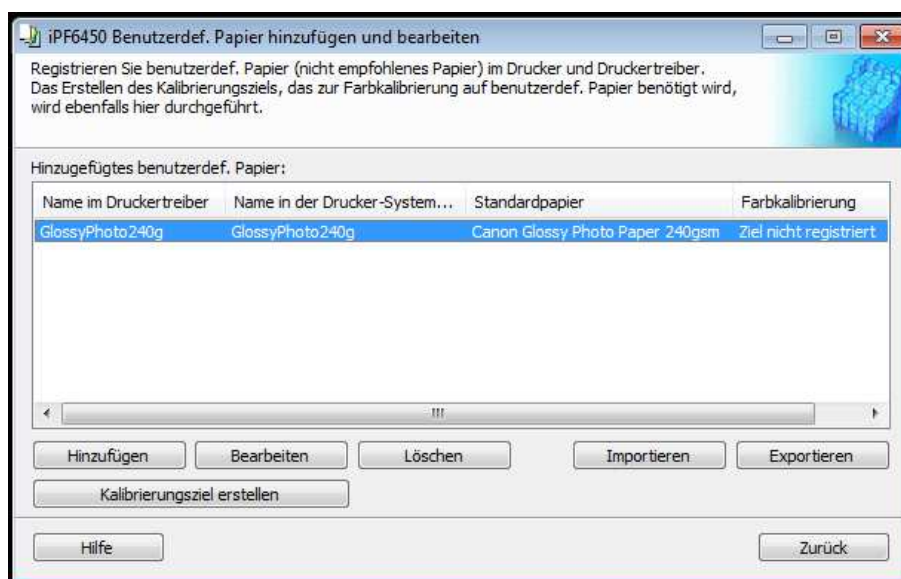 iPF6450 Benutzerdef. Papier hinzufügen und bearbeiten
Registrieren Sie benutzerdef. Papier (nicht empfohlenes Papier) im Drucker und Druckertreiber.
Das Erstellen des Kalibrierungsziels, das zur Farbkalibrierung auf benutzerdef. Papier benötigt wird,
wird ebenfalls hier durchgeführt.
Hinzugefügtes benutzerdef. Papier:
Name im Druckertreiber Name in der Drucker-System... Standardpapier Farbkalibrierung
GlossyPhoto240g GlossyPhoto240g Canon Glossy Photo Paper 240gsm Ziel nicht registriert
Hinzufügen Bearbeiten Löschen Importieren Exportieren
Kalibrierungsziel erstellen
Hilfe Zurück